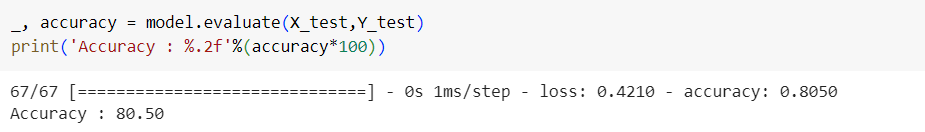 _, accuracy = model.evaluate(X_test,Y_test)
print('Accuracy : %.2f'%(accuracy*100))
67/67 [==============================] - 0s 1ms/step - loss: 0.4210 - accuracy: 0.8050
Accuracy : 80.50